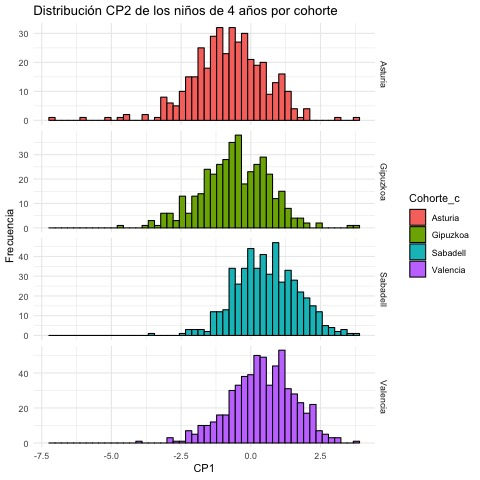 Distribución CP2 de los niños de 4 años por cohorte
30
20
10
0
Asturia
30
20
10
0
Gipuzkoa
40
30
20
10
0
Sabadell
40
20
0
Valencia
-7.5
-5.0
-2.5
0.0
2.5
CP1
Frecuencia
Cohorte_c
Asturia
Gipuzkoa
Sabadell
Valencia